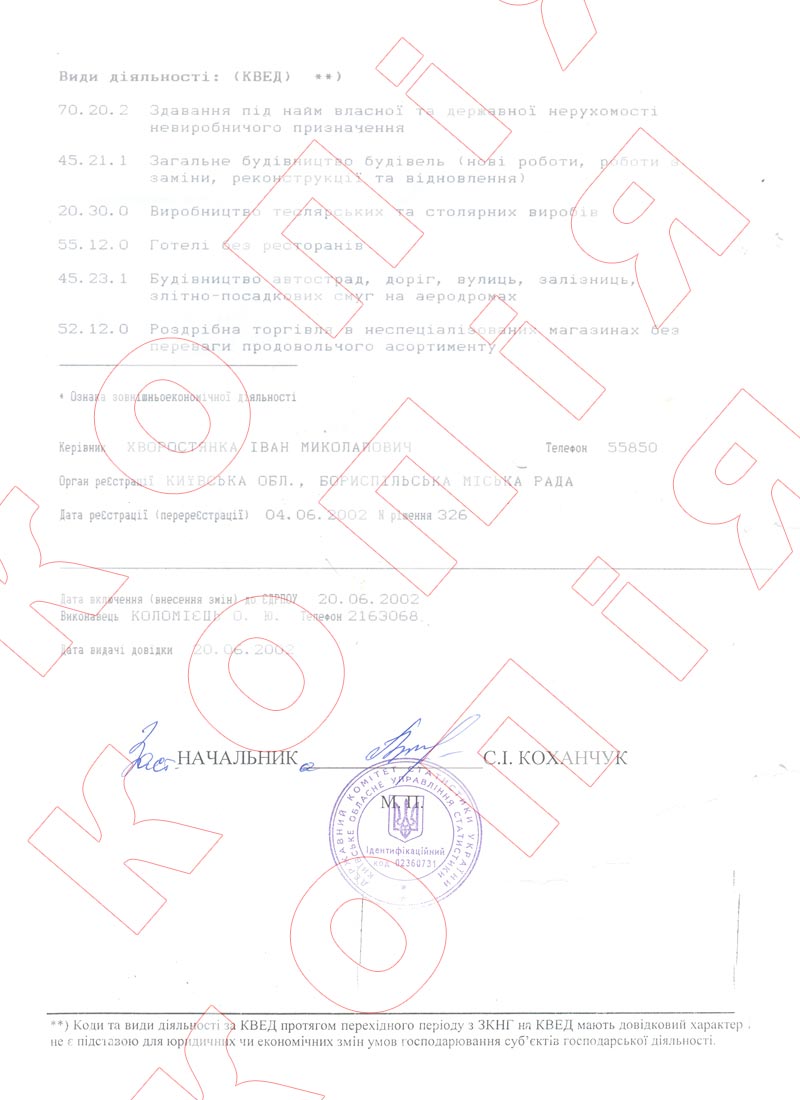 Види діяльності: (КВЕД) **)
70.20.2 Здавання під найм власної та державної нерухомості
невиробничого призначення
45.21.1 Загальне будівництво будівель (нові роботи, роботи з
заміни, реконструкції та відновлення)
20.30.0 Виробництво теслярських та столярних виробів
55.12.0 Готелі без ресторанів
45.23.1 Будівництво автострад, доріг, вулиць, залізниць,
злітно-посадкових смуг на аеродромах
52.12.0 Роздрібна торгівля в неспеціалізованих магазинах без
переваги продовольчого асортименту
* Ознака зовнішньоекономічної діяльності
Керівник ХВОРОСТЯНКА ІВАН МИКОЛАЙОВИЧ Телефон 55850
Орган реєстрації КИЇВСЬКА ОБЛ., БОРИСПІЛЬСЬКА МІСЬКА РАДА
Дата реєстрації (перереєстрації) 04.06.2002 N рішення 326
Дата включення (внесення змін) до ЄДРПОУ 20.06.2002
Виконавець КОЛОМІЄЦЬ О. Ю. Телефон 2163068
Дата видачі довідки 20.06.2002
Заст. НАЧАЛЬНИКа С.І. КОХАНЧУК
М.П.
ДЕРЖАВНИЙ КОМІТЕТ СТАТИСТИКИ УКРАЇНИ
КИЇВСЬКЕ ОБЛАСНЕ УПРАВЛІННЯ СТАТИСТИКИ
Ідентифікаційний
код 02360731
**) Коди та види діяльності за КВЕД протягом перехідного періоду з ЗКНГ на КВЕД мають довідковий характер ,
не є підставою для юридичних чи економічних змін умов господарювання суб’єктів господарської діяльності.
КОПІЯ
КОПІЯ